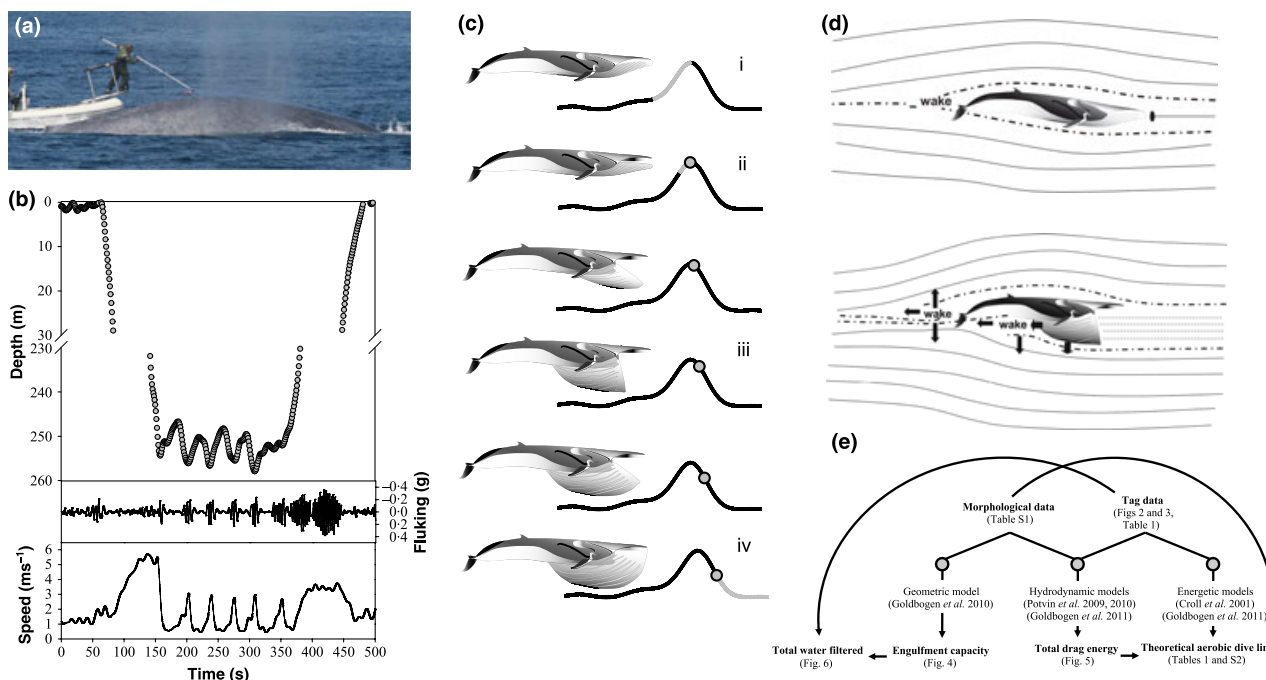 (a)
(b)
0
10
20
30
230
240
250
260
Depth (m)
−0·4
−0·2
0·0
0·2
0·4
Fluking (g)
6
5
4
3
2
1
0
Speed (ms−1)
0 50 100 150 200 250 300 350 400 450 500
Time (s)
(c)
i
ii
iii
iv
(d)
wake
wake
wake
(e)
Morphological data
(Table S1)
Tag data
(Figs 2 and 3,
Table 1)
Geometric model
(Goldbogen et al. 2010)
Hydrodynamic models
(Potvin et al. 2009, 2010)
(Goldbogen et al. 2011)
Energetic models
(Croll et al. 2001)
(Goldbogen et al. 2011)
Total water filtered
(Fig. 6)
Engulfment capacity
(Fig. 4)
Total drag energy
(Fig. 5)
Theoretical aerobic dive lin
(Tables 1 and S2)